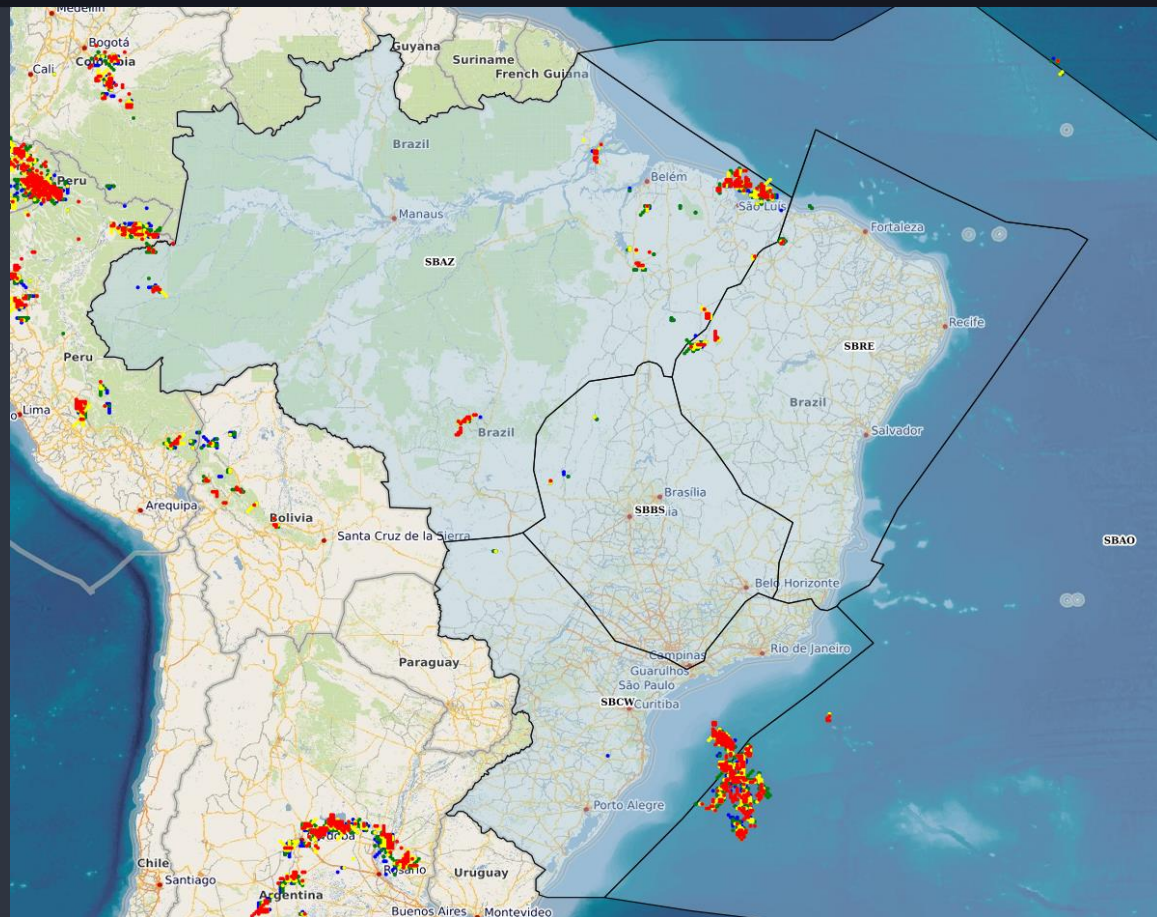 Medellín
Bogotá
Colombia
Cali
Guyana
Suriname
French Guiana
Brazil
Peru
Belém
Manaus
São Luís
Fortaleza
SBAZ
Recife
SBRE
Peru
Lima
Brazil
Brazil
Salvador
Brasília
Arequipa
SBBS
Bolivia
Santa Cruz de la Sierra
SBAO
Belo Horizonte
Paraguay
Campinas
Rio de Janeiro
Guarulhos
São Paulo
SBCW
Curitiba
Porto Alegre
Córdoba
Chile
Rosario
Uruguay
Santiago
Argentina
Buenos Aires
Montevideo